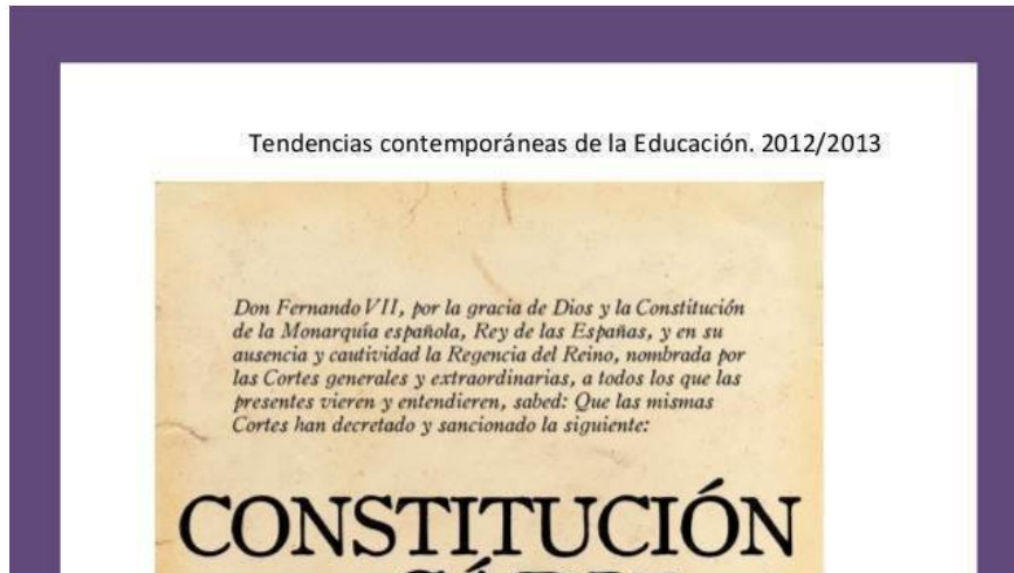 Tendencias contemporáneas de la Educación. 2012/2013
Don Fernando VII, por la gracia de Dios y la Constitución
de la Monarquía española, Rey de las Españas, y en su
ausencia y cautividad la Regencia del Reino, nombrada por
las Cortes generales y extraordinarias, a todos los que las
presentes vieren y entendieren, sabed: Que las mismas
Cortes han decretado y sancionado la siguiente:
CONSTITUCIÓN